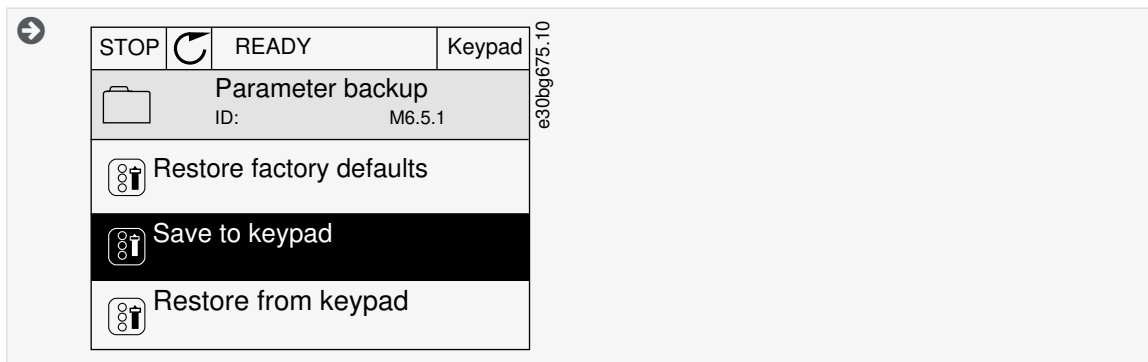 STOP READY Keypad
Parameter backup
ID: M6.5.1
Restore factory defaults
Save to keypad
Restore from keypad
e30bg675.10